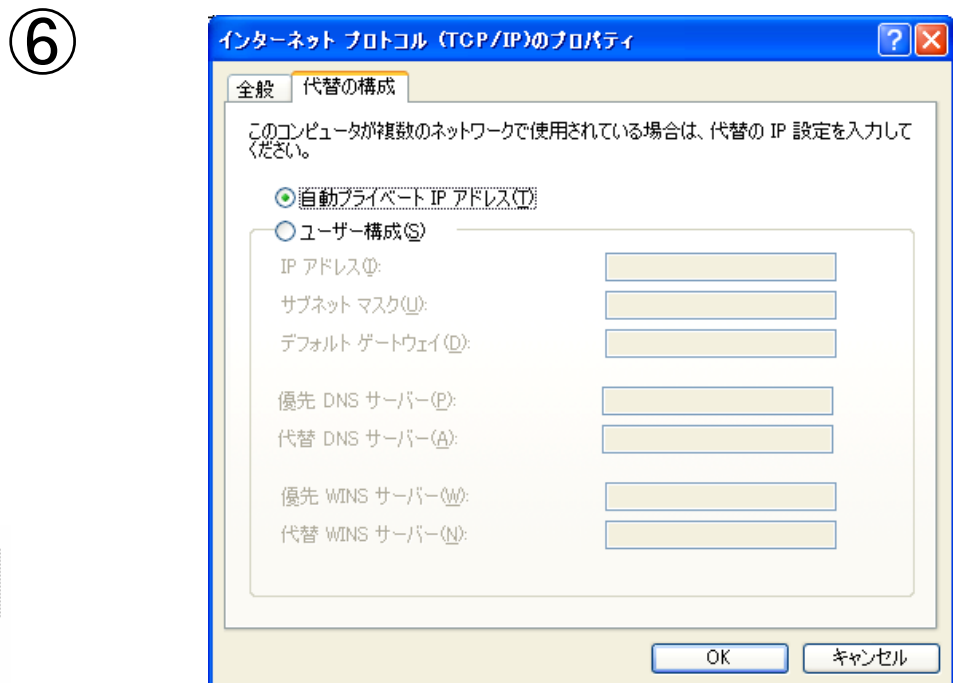 ⑥
インターネット プロトコル (TCP/IP)のプロパティ
全般 代替の構成
このコンピュータが複数のネットワークで使用されている場合は、代替の IP 設定を入力して
ください。
自動プライベート IP アドレス(T)
ユーザー構成(S)
IP アドレス(I):
サブネット マスク(U):
デフォルト ゲートウェイ(D):
優先 DNS サーバー(P):
代替 DNS サーバー(A):
優先 WINS サーバー(W):
代替 WINS サーバー(N):
OK キャンセル